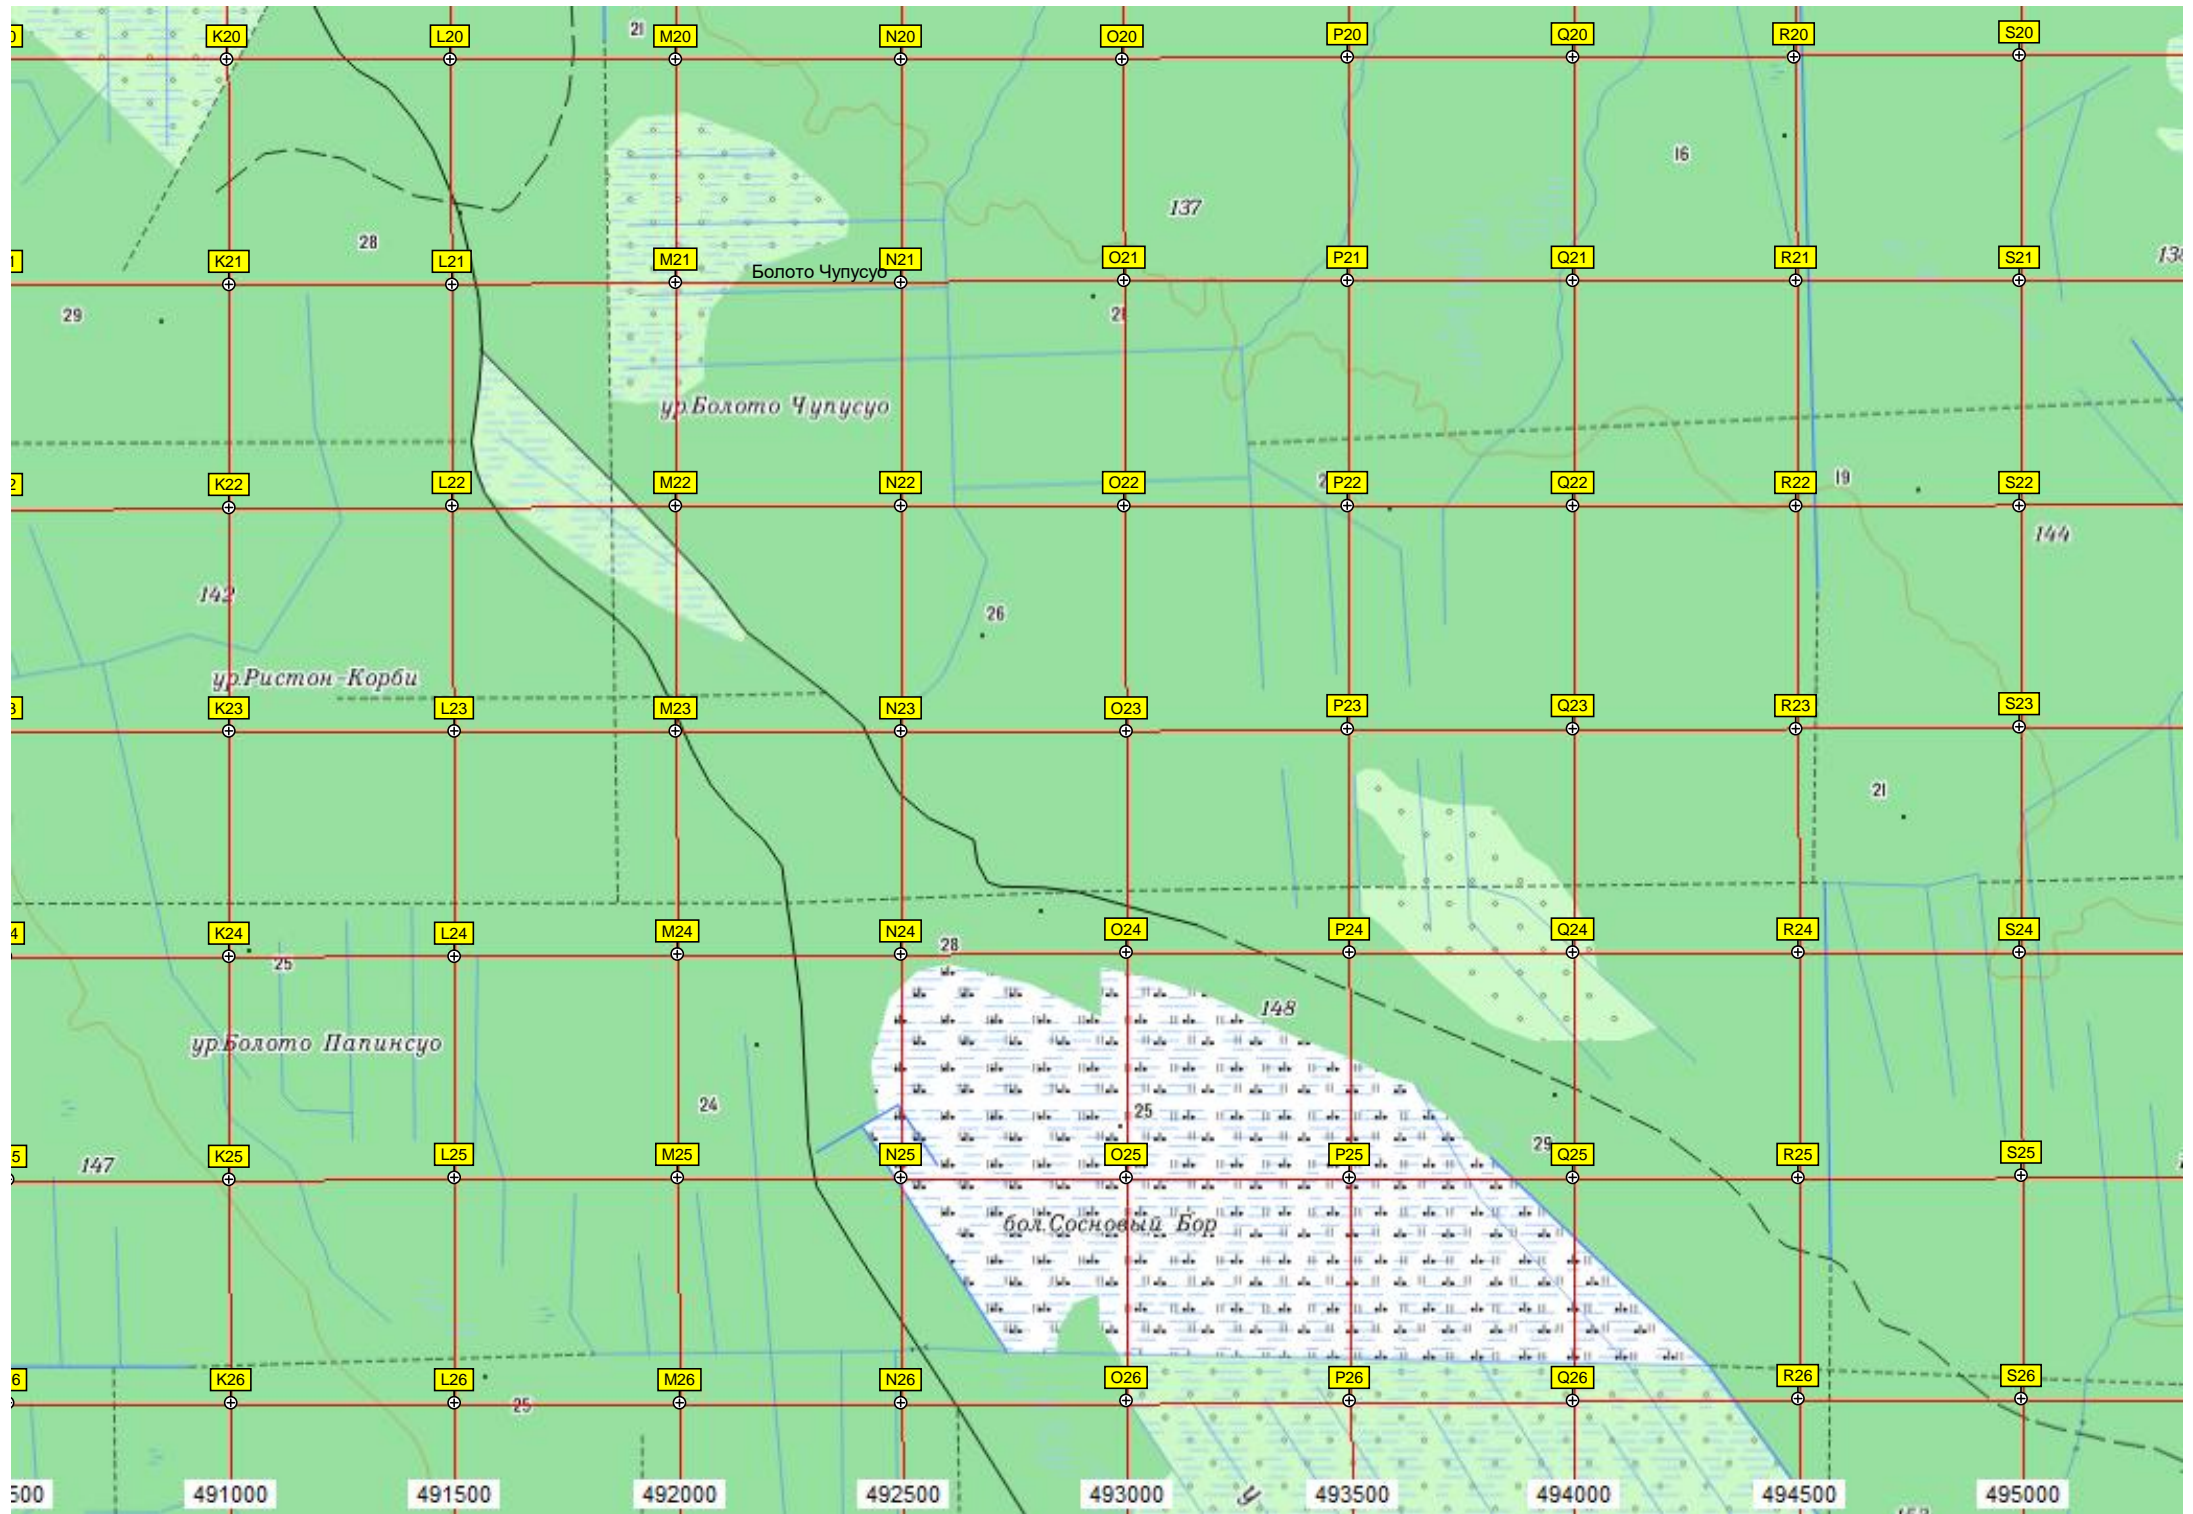 21
K20 L20 M20 N20 O20 P20 Q20 R20 S20
16
137
28
K21 L21 M21 Болото Чупусуо N21 O21 P21 Q21 R21 S21
29
ур.Болото Чупусуо
K22 L22 M22 N22 O22 P22 Q22 R22 19 S22
144
142
26
ур.Ристон-Корби
K23 L23 M23 N23 O23 P23 Q23 R23 S23
21
K24 L24 M24 N24 28 O24 P24 Q24 R24 S24
25
148
ур.Болото Папинсуо
24
25
29
147
K25 L25 M25 N25 O25 P25 Q25 R25 S25
бол.Сосновый Бор
K26 L26 M26 N26 O26 P26 Q26 R26 S26
25
491000 491500 492000 492500 493000 у 493500 494000 494500 495000